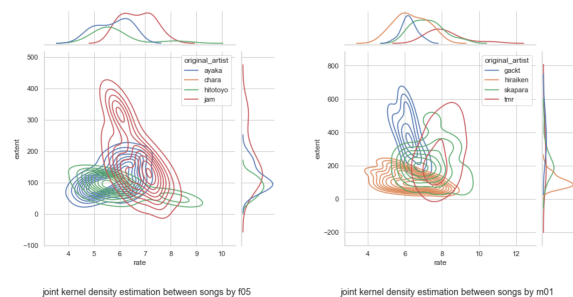 original_artist
ayaka
chara
hitotoyo
jam
500
400
300
200
100
0
−100
extent
4 5 6 7 8 9 10
rate
joint kernel density estimation between songs by f05
original_artist
gackt
hiraiken
skapara
tmr
800
600
400
200
0
−200
extent
4 6 8 10 12
rate
joint kernel density estimation between songs by m01